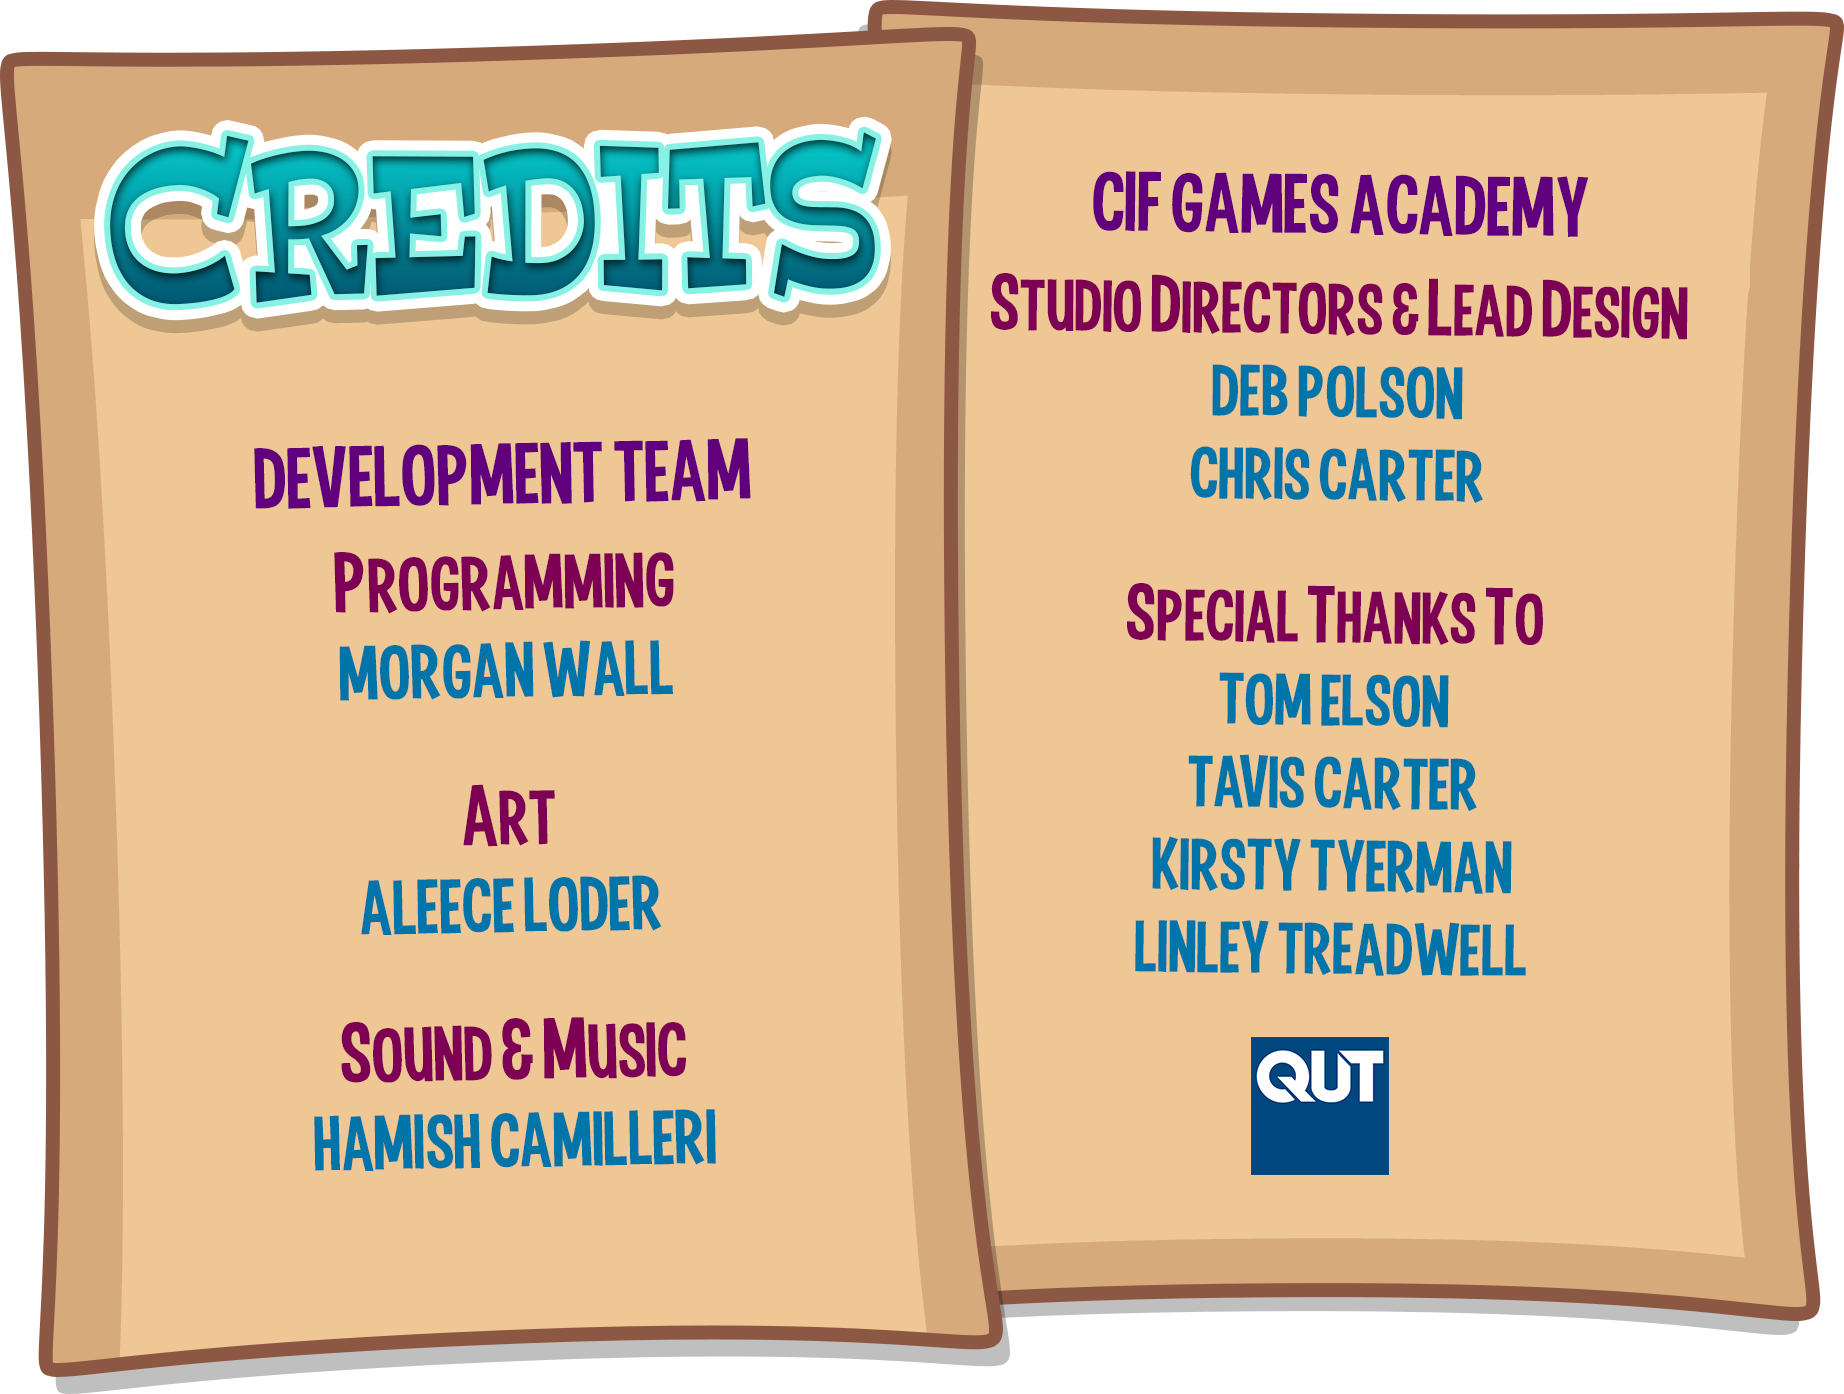 CREDITS
DEVELOPMENT TEAM
PROGRAMMING
MORGAN WALL
ART
ALEECE LODER
SOUND & MUSIC
HAMISH CAMILLERI
CIF GAMES ACADEMY
STUDIO DIRECTORS & LEAD DESIGN
DEB POLSON
CHRIS CARTER
SPECIAL THANKS TO
TOM ELSON
TAVIS CARTER
KIRSTY TYERMAN
LINLEY TREADWELL
QUT